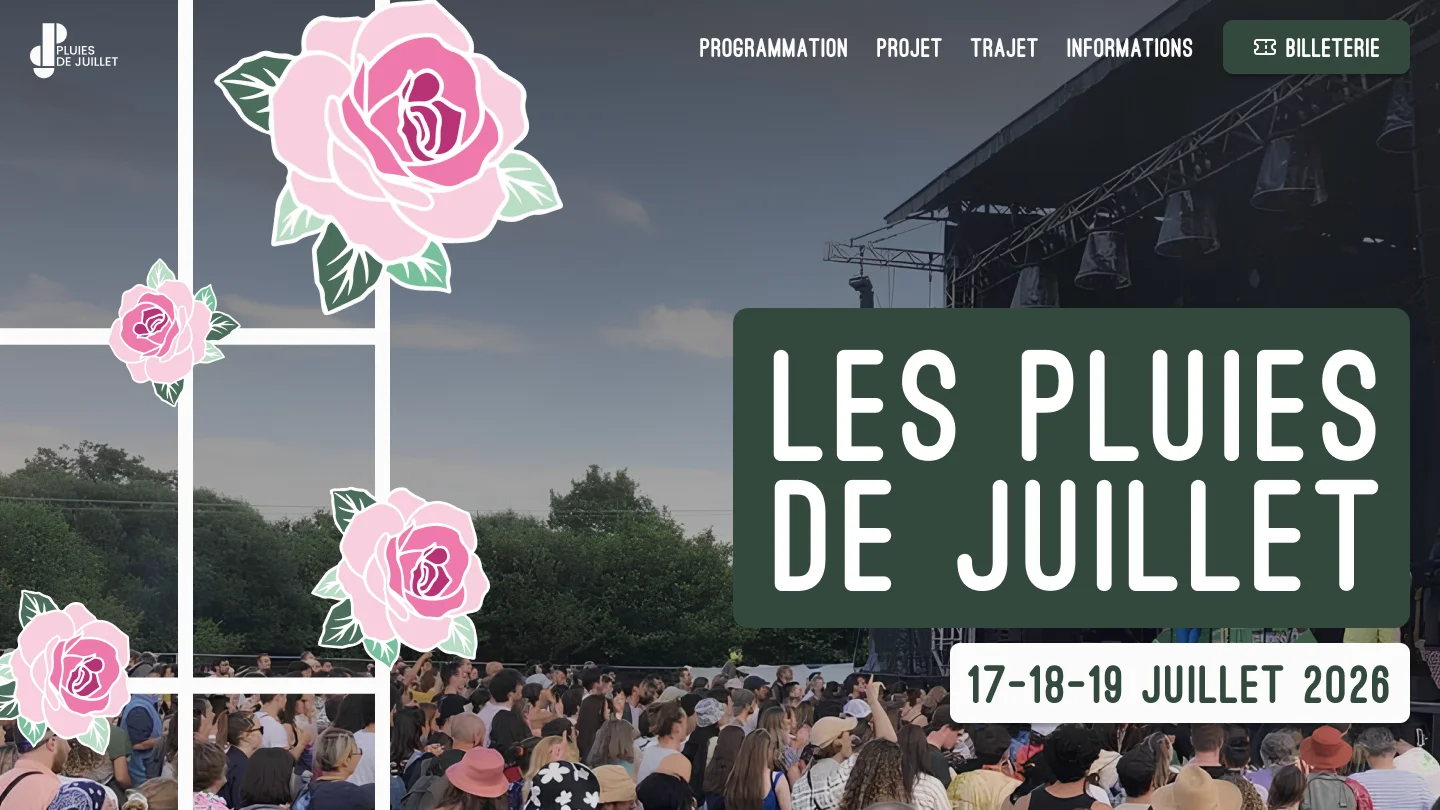 PLUIES
DE JUILLET
PROGRAMMATION
PROJET
TRAJET
INFORMATIONS
BILLETERIE
LES PLUIES
DE JUILLET
17-18-19 JUILLET 2026